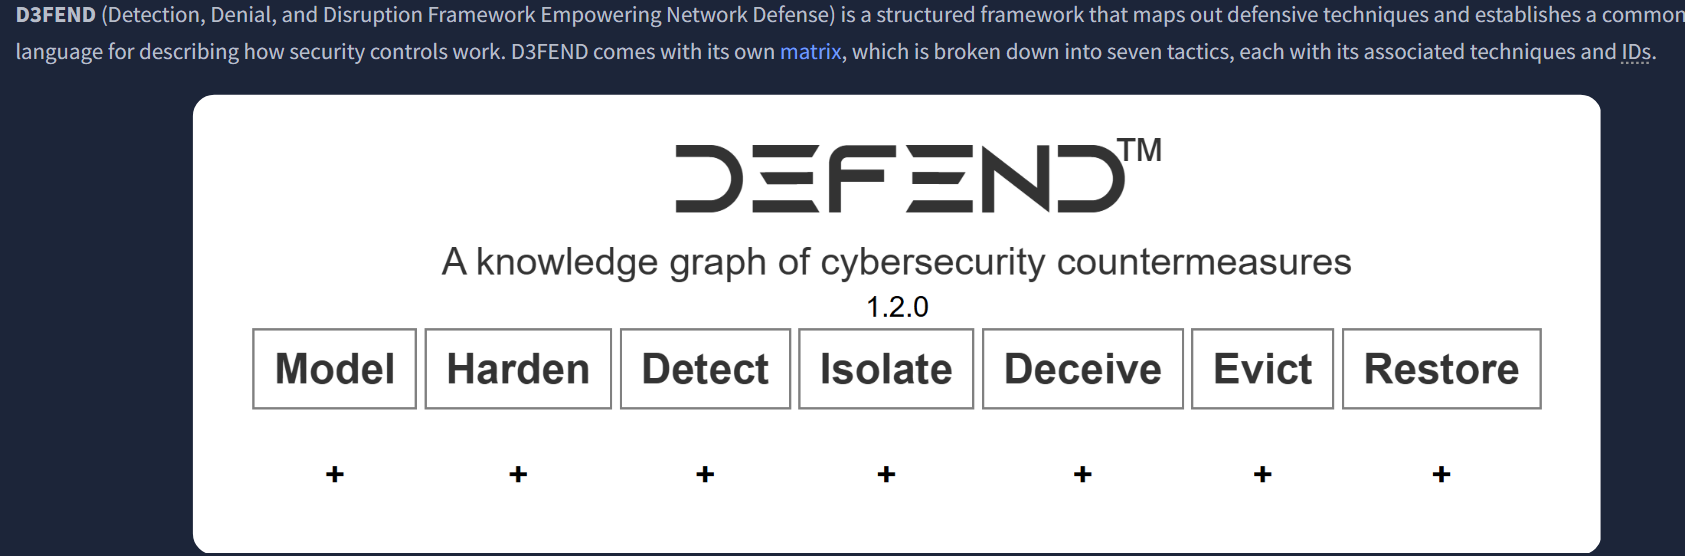 D3FEND (Detection, Denial, and Disruption Framework Empowering Network Defense) is a structured framework that maps out defensive techniques and establishes a common
language for describing how security controls work. D3FEND comes with its own matrix, which is broken down into seven tactics, each with its associated techniques and IDs.
DEFEND™
A knowledge graph of cybersecurity countermeasures
1.2.0
Model Harden Detect Isolate Deceive Evict Restore
+ + + + + + +